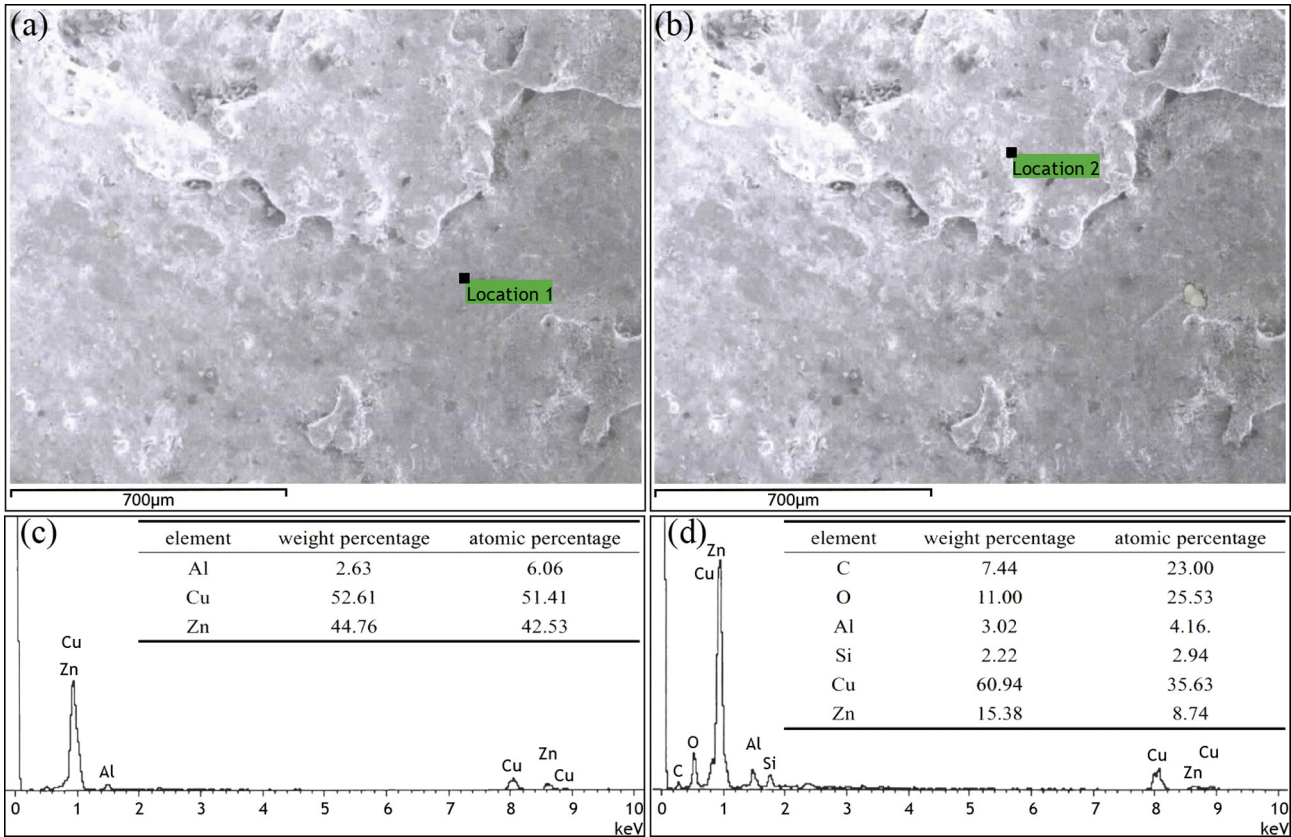 (a)
Location 1
700μm
(b)
Location 2
700μm
(c)
element weight percentage atomic percentage
Al 2.63 6.06
Cu 52.61 51.41
Zn 44.76 42.53
Cu
Zn
Al
Cu
Zn
Cu
0 1 2 3 4 5 6 7 8 9 10
keV
(d)
element weight percentage atomic percentage
C 7.44 23.00
O 11.00 25.53
Al 3.02 4.16.
Si 2.22 2.94
Cu 60.94 35.63
Zn 15.38 8.74
Zn
Cu
O
C
Al
Si
Cu
Zn
Cu
0 1 2 3 4 5 6 7 8 9 10
keV